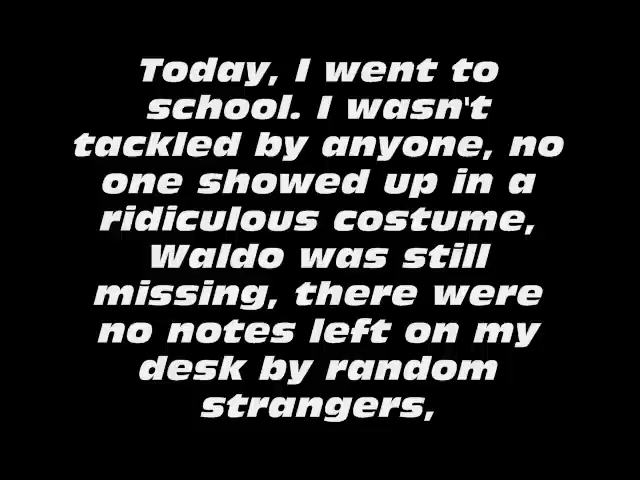 Today, I went to
school. I wasn't
tackled by anyone, no
one showed up in a
ridiculous costume,
Waldo was still
missing, there were
no notes left on my
desk by random
strangers,